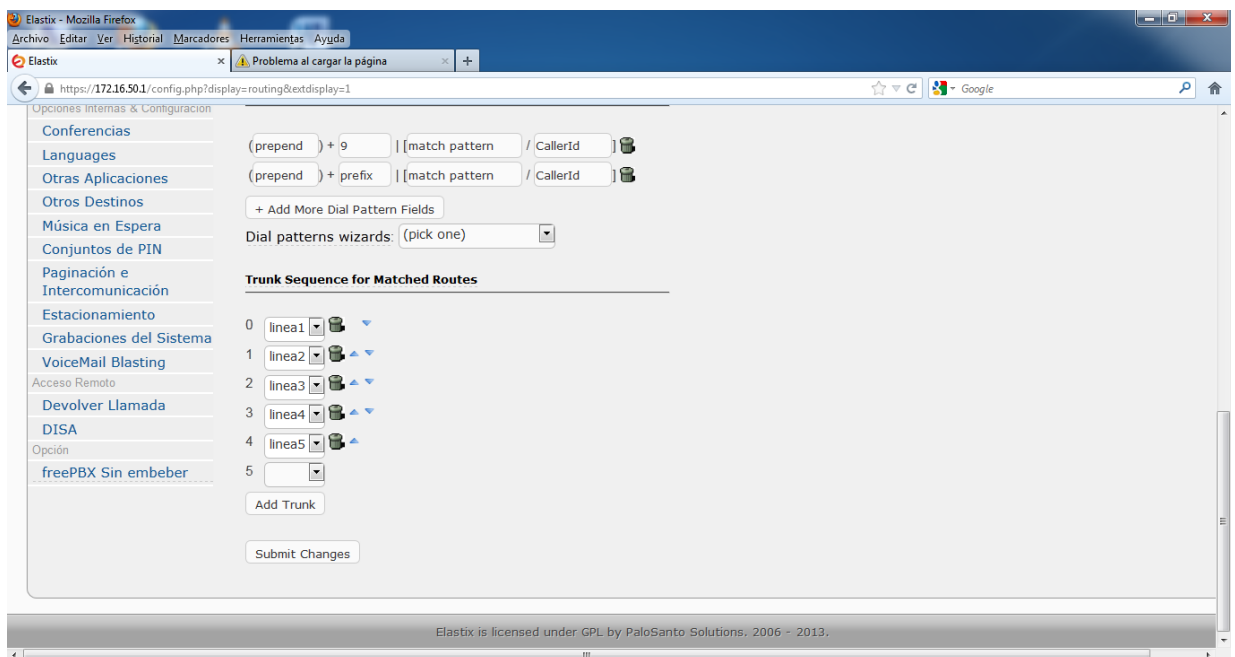 Elastix - Mozilla Firefox
Archivo Editar Ver Historial Marcadores Herramientas Ayuda
Elastix × Problema al cargar la página × +
https://172.16.50.1/config.php?display=routing&extdisplay=1 Google
Opciones Internas & Configuración
Conferencias
Languages
Otras Aplicaciones
Otros Destinos
Música en Espera
Conjuntos de PIN
Paginación e
Intercomunicación
Estacionamiento
Grabaciones del Sistema
VoiceMail Blasting
Acceso Remoto
Devolver Llamada
DISA
Opción
freePBX Sin embeber
(prepend) + 9 | [match pattern / CallerId ]
(prepend) + prefix | [match pattern / CallerId ]
+ Add More Dial Pattern Fields
Dial patterns wizards: (pick one)
Trunk Sequence for Matched Routes
0 linea1
1 linea2
2 linea3
3 linea4
4 linea5
5
Add Trunk
Submit Changes
Elastix is licensed under GPL by PaloSanto Solutions. 2006 - 2013.